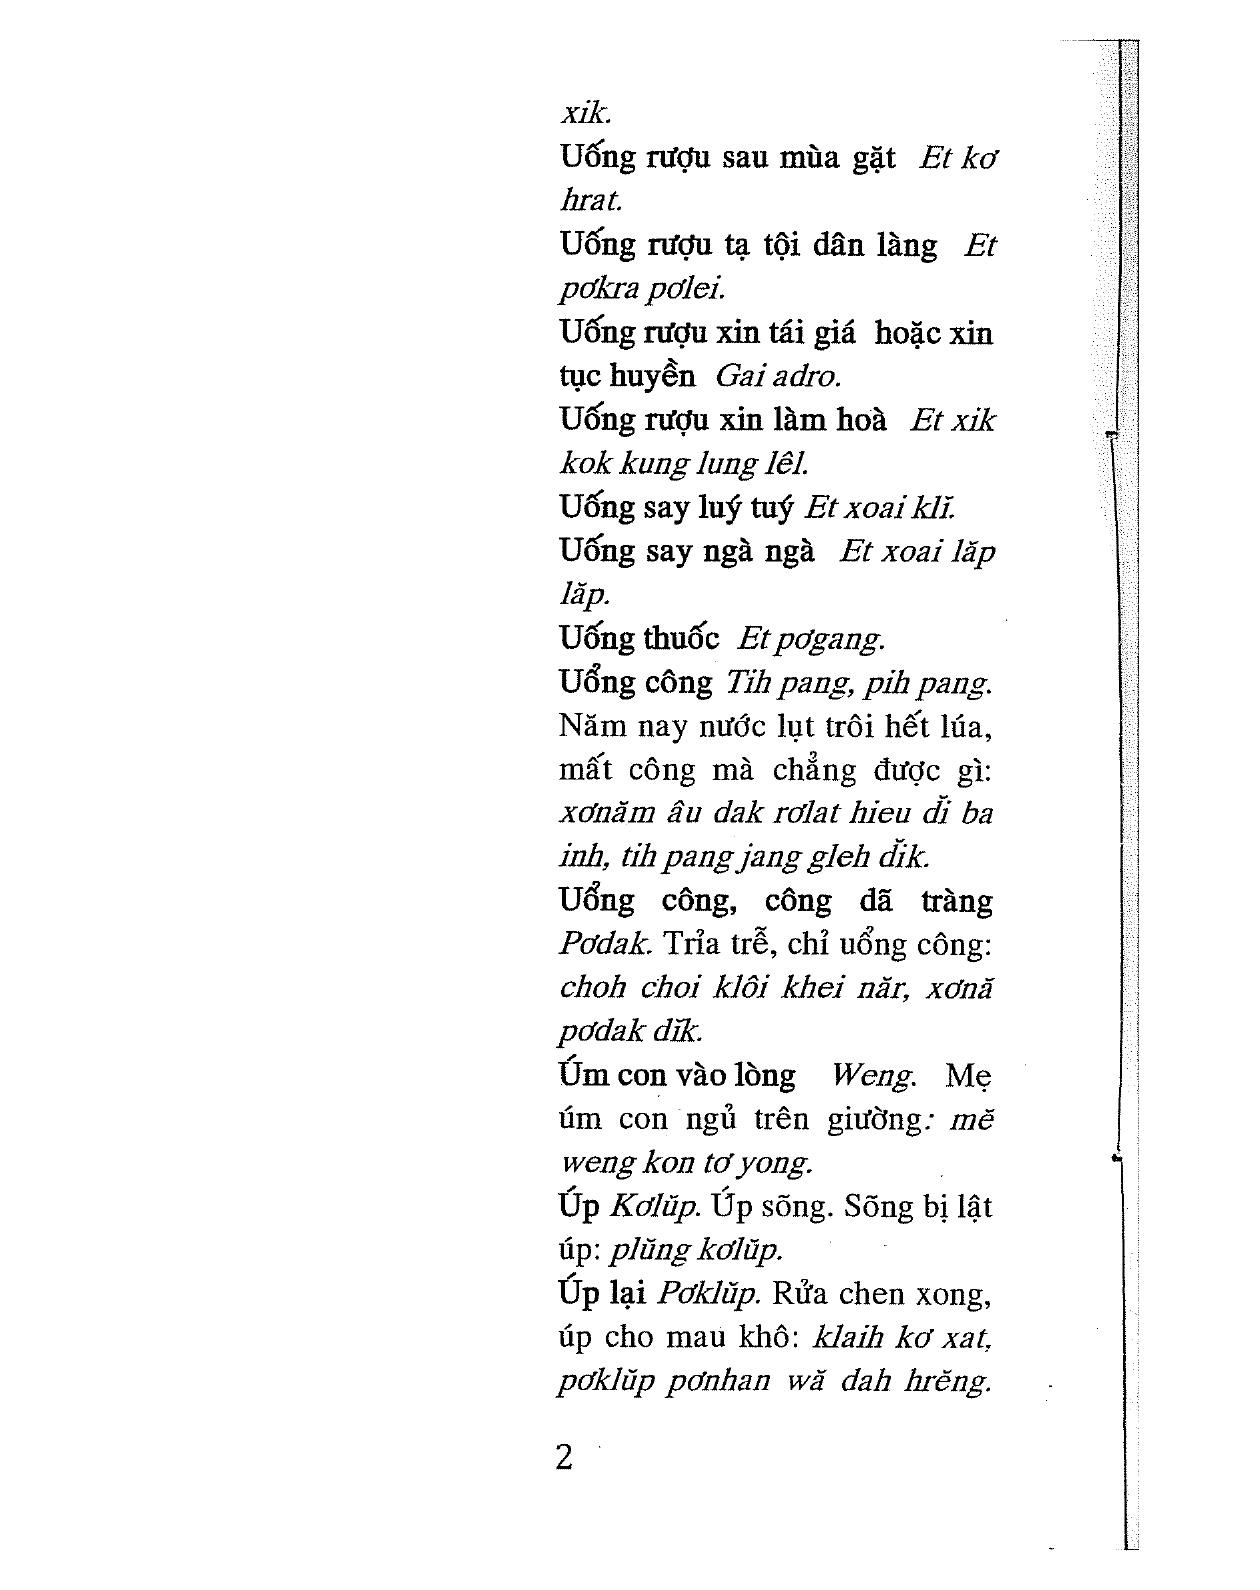 xik.
Uống rượu sau mùa gặt Et kơ
hrat.
Uống rượu tạ tội dân làng Et
pơkra pơlei.
Uống rượu xin tái giá hoặc xin
tục huyền Gai adro.
Uống rượu xin làm hoà Et xik
kok kung lung lêl.
Uống say luý tuý Et xoai klĭ.
Uống say ngà ngà Et xoai lăp
lăp.
Uống thuốc Et pơgang.
Uổng công Tih pang, pih pang.
Năm nay nước lụt trôi hết lúa,
mất công mà chẳng được gì:
xơnăm âu dak rơlat hieu dĭ ba
inh, tih pang jang gleh dĭk.
Uổng công, công dã tràng
Pơdak. Trỉa trễ, chỉ uổng công:
choh choi klôi khei năr, xơnă
pơdak dĭk.
Úm con vào lòng Weng. Mẹ
úm con ngủ trên giường: mĕ
weng kon tơ yong.
Úp Kơlŭp. Úp sõng. Sõng bị lật
úp: plŭng kơlŭp.
Úp lại Pơklŭp. Rửa chen xong,
úp cho mau khô: klaih kơ xat,
pơklŭp pơnhan wă dah hrĕng.
2